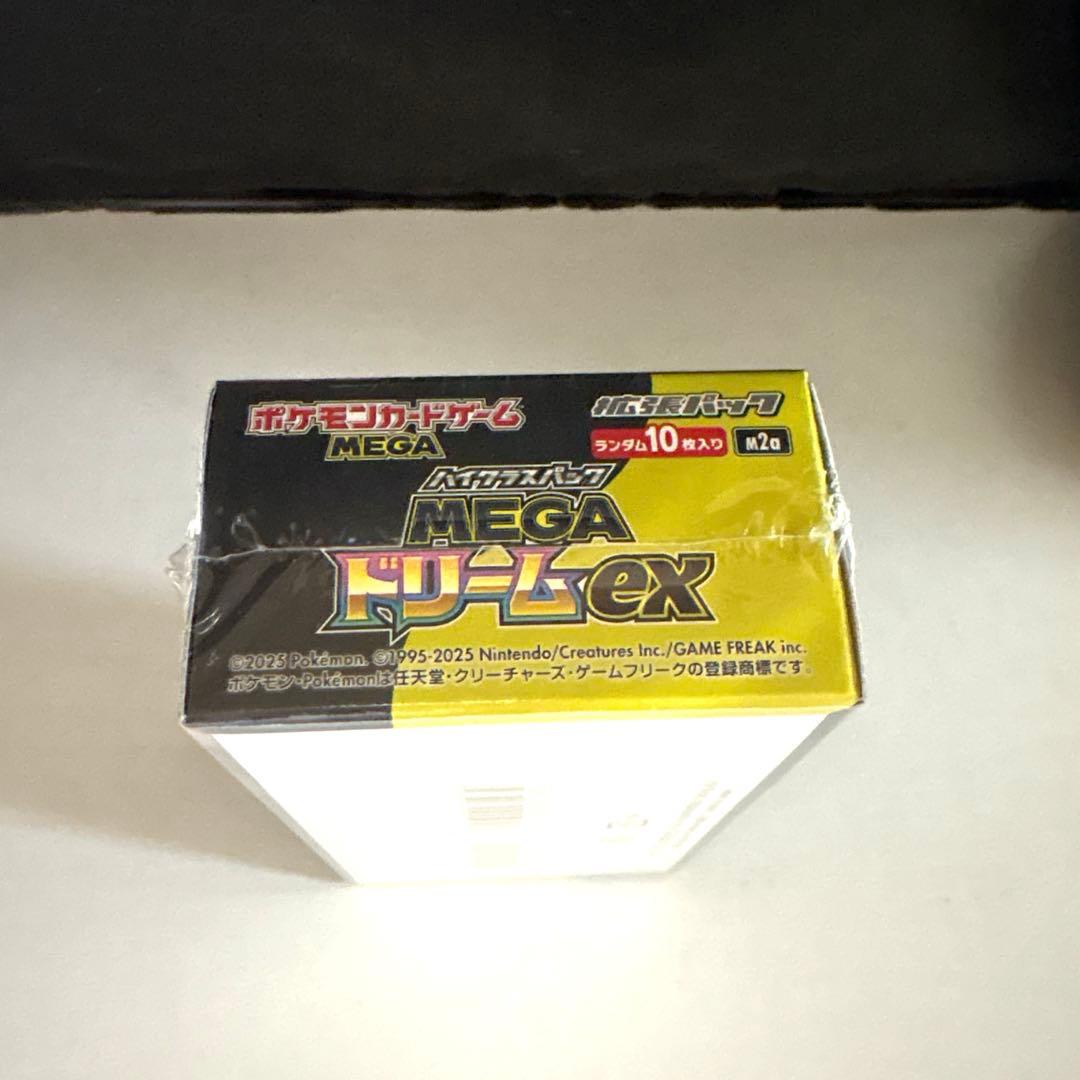 ポケモンカードゲーム
MEGA
拡張パック
ランダム10枚入り M2a
ハイクラスパック
MEGA
ドリームex
©2025 Pokémon. ©1995-2025 Nintendo/Creatures Inc./GAME FREAK inc.
ポケモン・Pokémonは任天堂・クリーチャーズ・ゲームフリークの登録商標です。